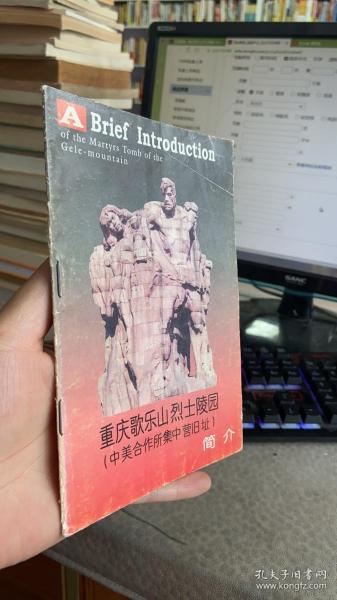 A Brief Introduction
of the Martyrs Tomb of the
Gele-mountain
重庆歌乐山烈士陵园
(中美合作所集中营旧址)
简介
SANC
孔夫子旧书网
www.kongfz.com